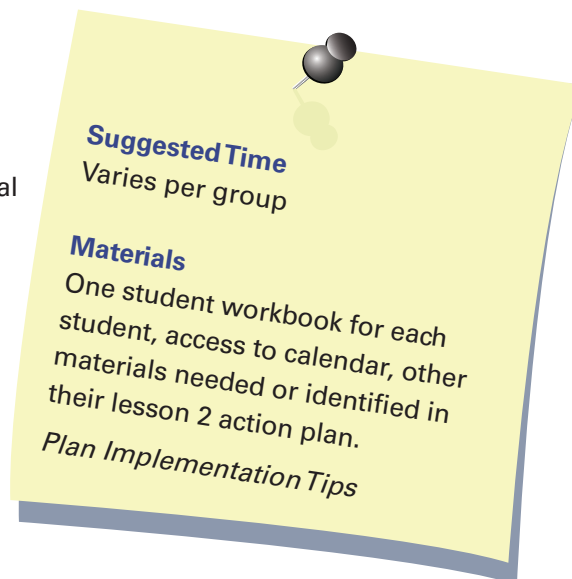 al
Suggested Time
Varies per group
Materials
One student workbook for each
student, access to calendar, other
materials needed or identified in
their lesson 2 action plan.
Plan Implementation Tips